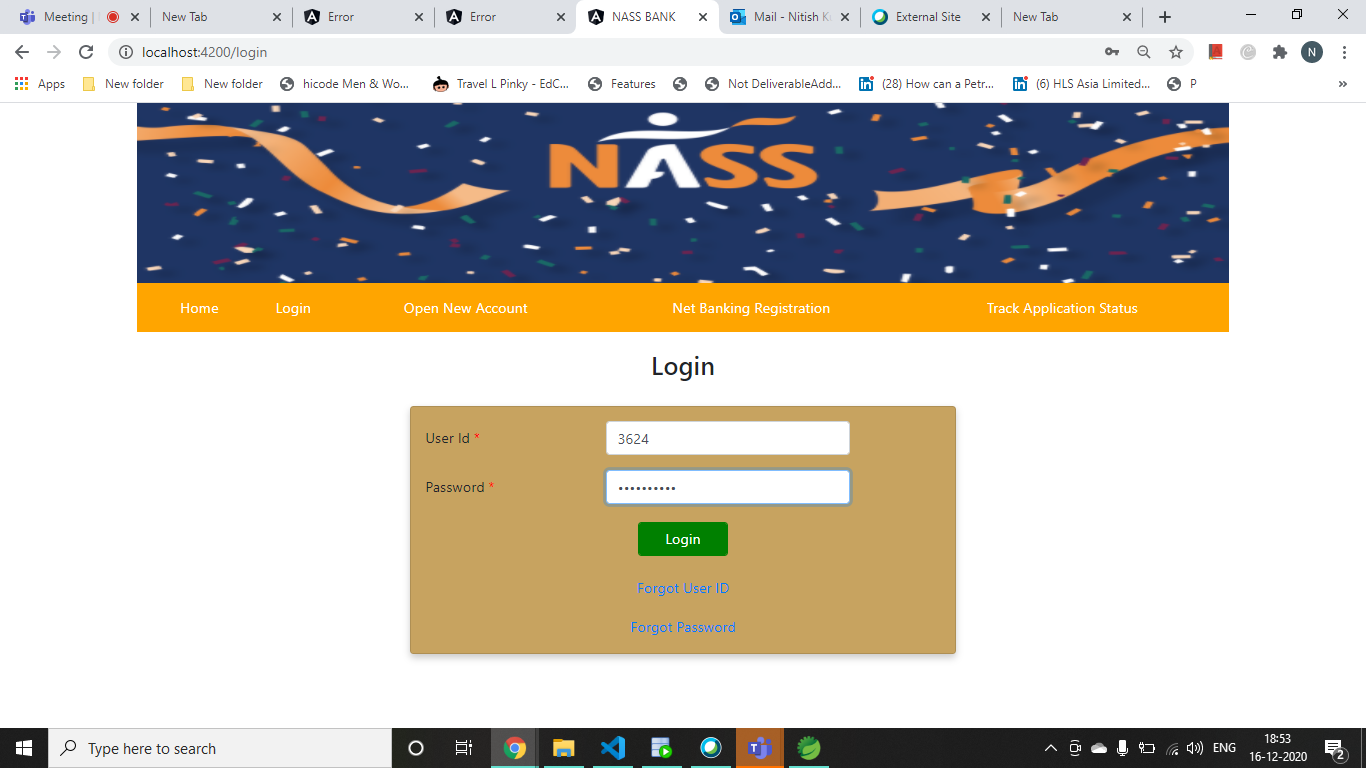 Meeting |
New Tab
Error
Error
NASS BANK
Mail - Nitish K
External Site
New Tab
localhost:4200/login
N
Apps
New folder
New folder
hicode Men & Wo...
Travel L Pinky - EdC...
Features
Not DeliverableAdd...
(28) How can a Petr...
(6) HLS Asia Limited...
P
»
NASS
Home Login Open New Account Net Banking Registration Track Application Status
Login
User Id * 3624
Password * ••••••••••
Login
Forgot User ID
Forgot Password
Type here to search
ENG
18:53
16-12-2020
2